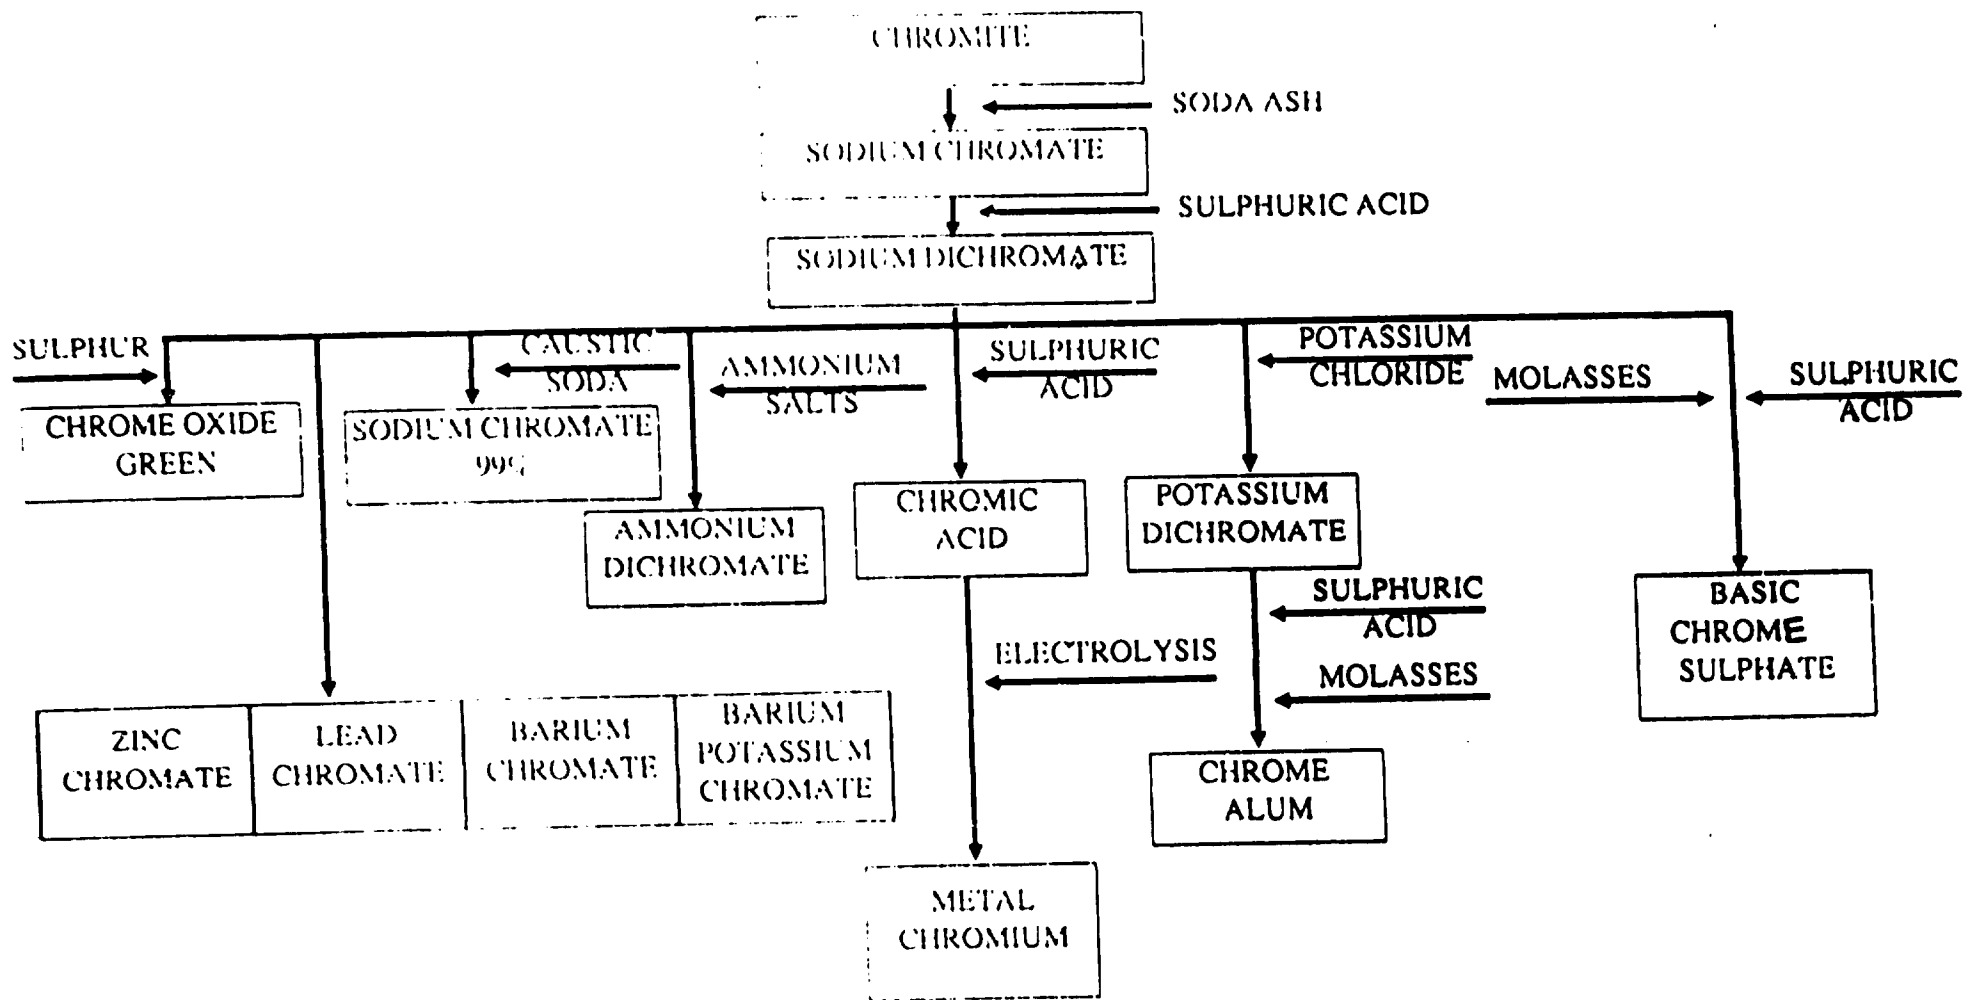 CHROMITE
SODA ASH
SODIUM CHROMATE
SULPHURIC ACID
SODIUM DICHROMATE
SULPHUR
CAUSTIC
SODA
AMMONIUM
SALTS
SULPHURIC
ACID
POTASSIUM
CHLORIDE
MOLASSES
SULPHURIC
ACID
CHROME OXIDE
GREEN
SODIUM CHROMATE
99%
AMMONIUM
DICHROMATE
CHROMIC
ACID
POTASSIUM
DICHROMATE
BASIC
CHROME
SULPHATE
SULPHURIC
ACID
ELECTROLYSIS
MOLASSES
ZINC
CHROMATE
LEAD
CHROMATE
BARIUM
CHROMATE
BARIUM
POTASSIUM
CHROMATE
CHROME
ALUM
METAL
CHROMIUM